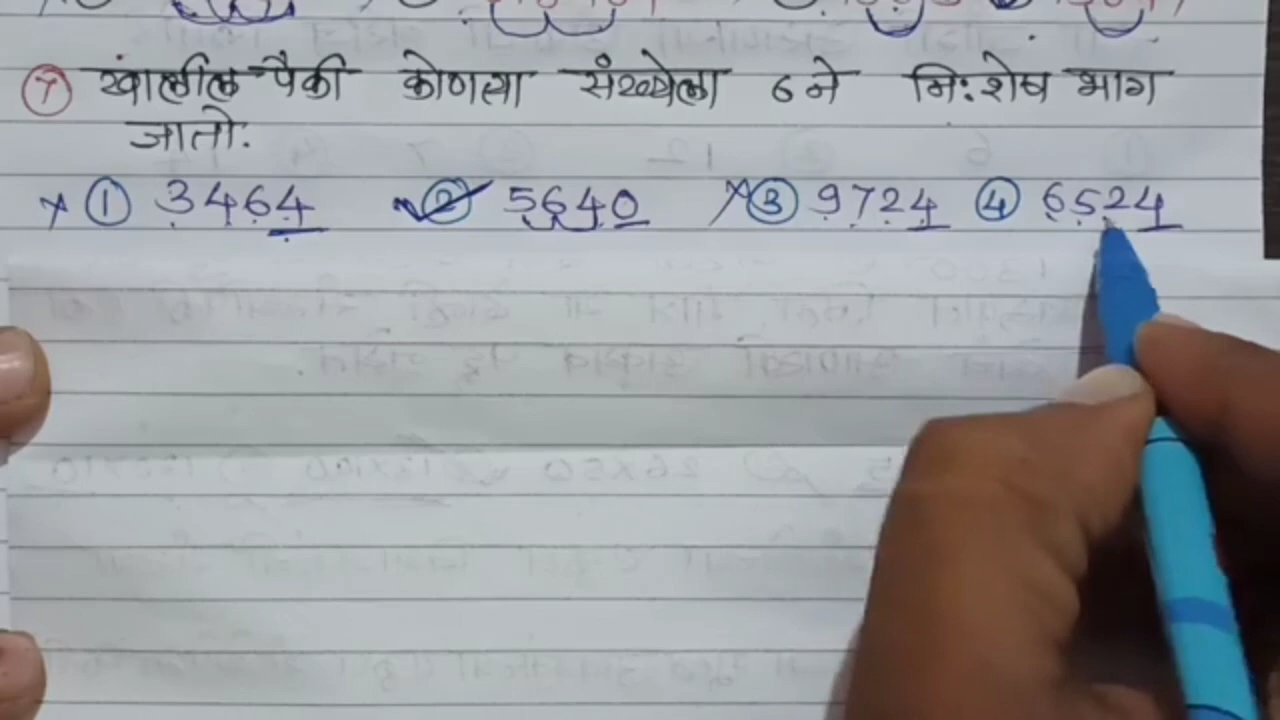 7 खालील पैकी कोणत्या संख्येला 6 ने नि:शेष भाग
जातो.
× 1 3464 ✓ 2 5640 × 3 9724 4 6524